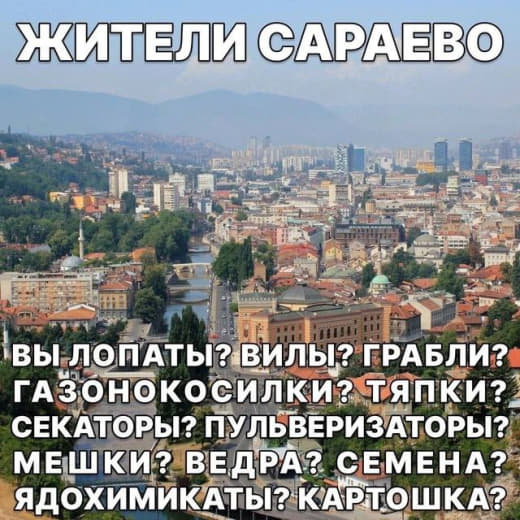 ЖИТЕЛИ САРАЕВО
ВЫ ЛОПАТЫ? ВИЛЫ? ГРАБЛИ?
ГАЗОНОКОСИЛКИ? ТЯПКИ?
СЕКАТОРЫ? ПУЛЬВЕРИЗАТОРЫ?
МЕШКИ? ВЕДРА? СЕМЕНА?
ЯДОХИМИКАТЫ? КАРТОШКА?